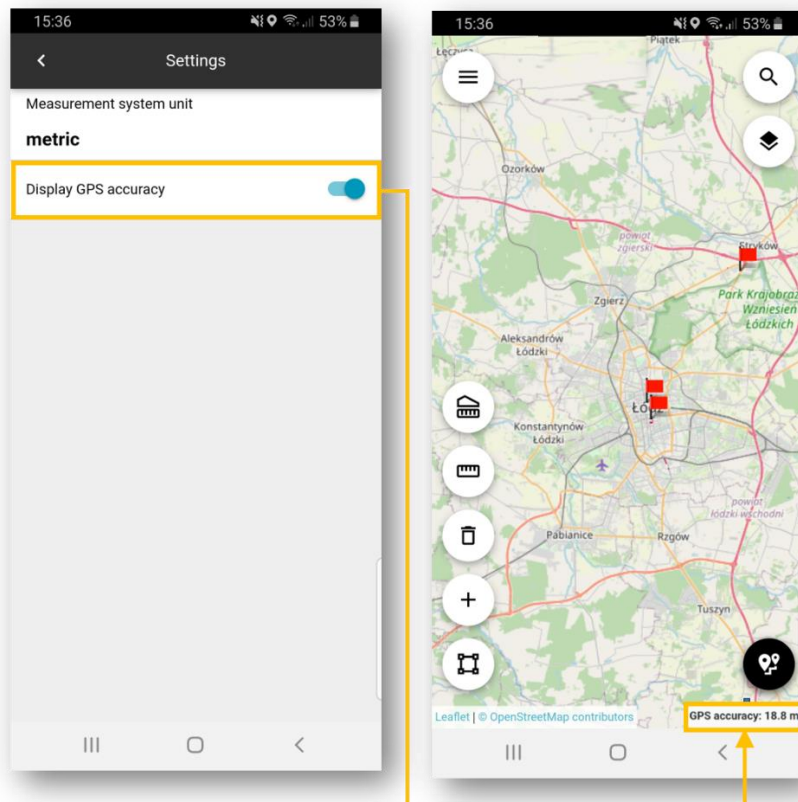 15:36
53%
Settings
Measurement system unit
metric
Display GPS accuracy
15:36
53%
Piątek
Łęczyca
Ozorków
powiat
zgierski
Stryków
Park Krajobraz
Wzniesień
Łódzkich
Zgierz
Aleksandrów
Łódzki
Konstantynów
Łódzki
powiat
łódzki wschodni
Pabianice
Rzgów
Tuszyn
Leaflet | © OpenStreetMap contributors
GPS accuracy: 18.8 m